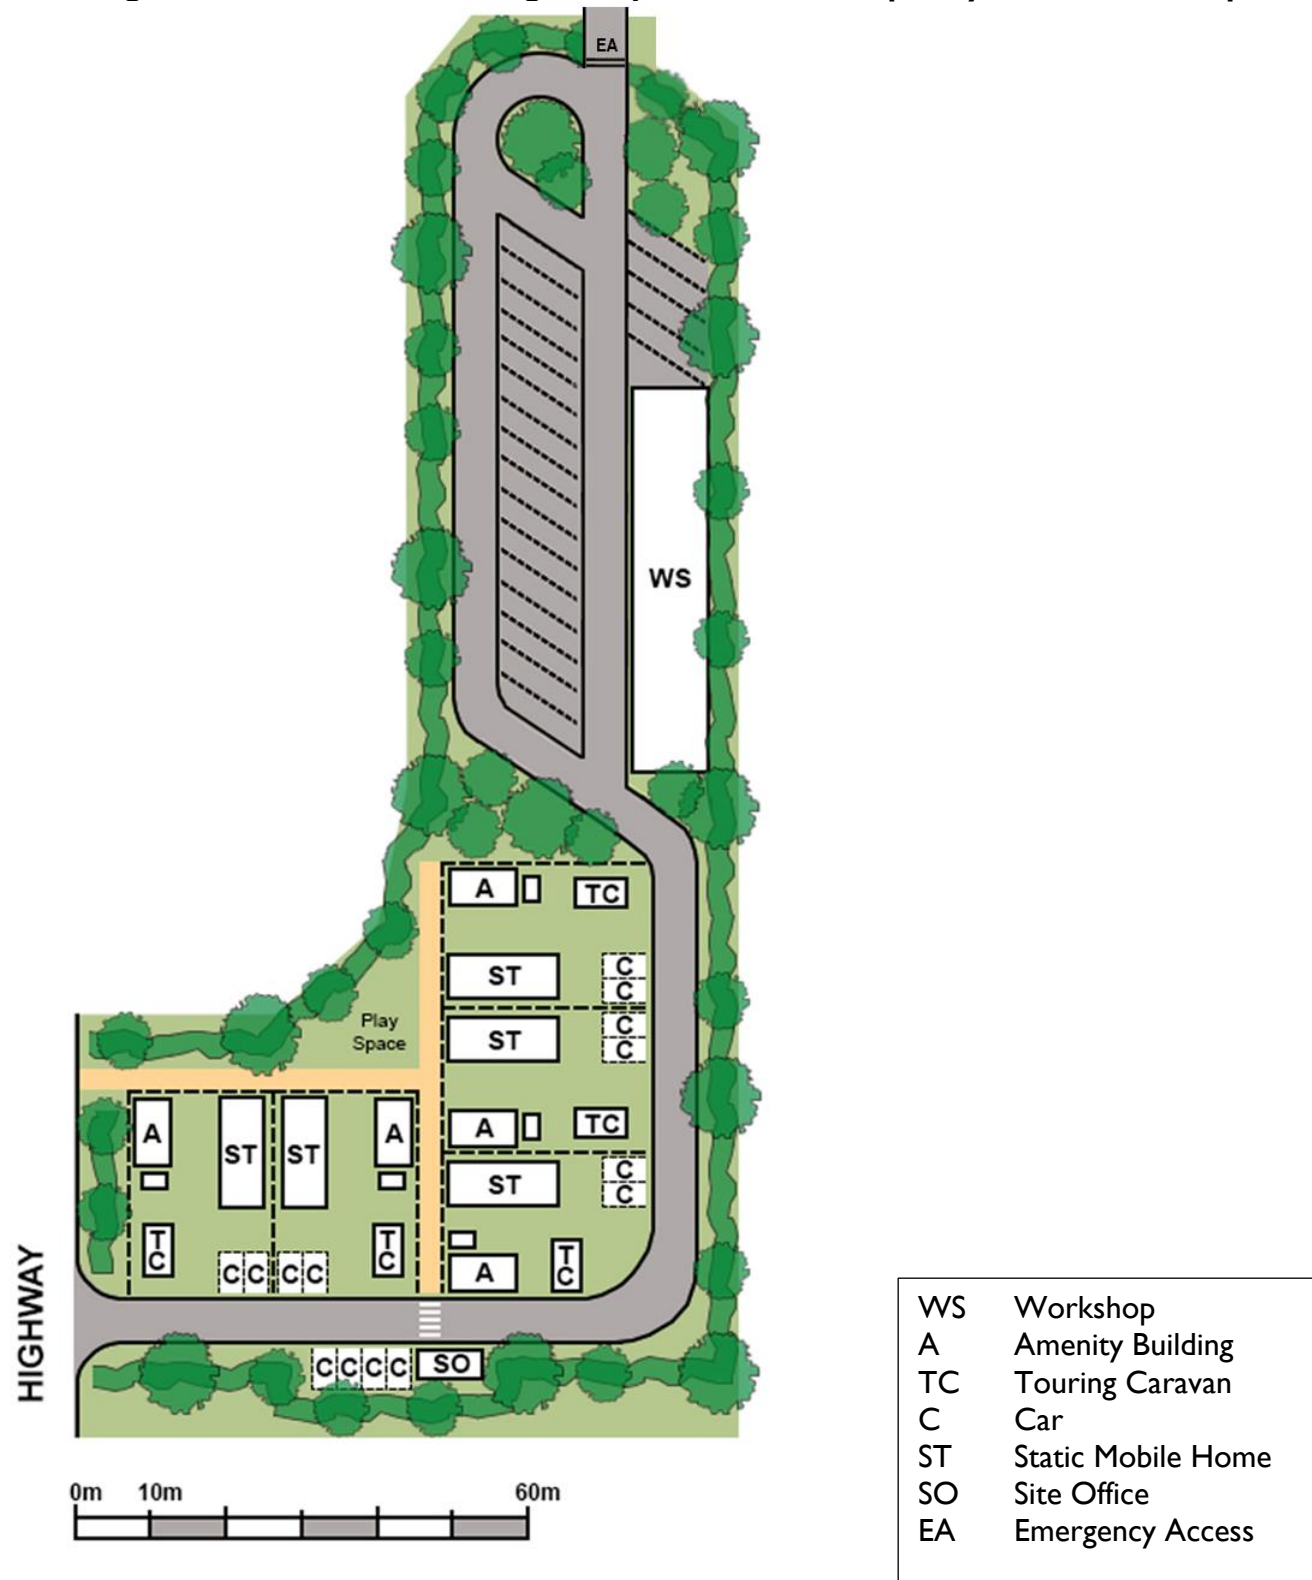 EA
WS
A
TC
ST
C
C
Play
Space
ST
C
C
A
TC
A
ST
ST
A
ST
C
C
T
C
T
C
A
T
C
C C C C
HIGHWAY
C C C C
SO
0m 10m 60m
WS Workshop
A Amenity Building
TC Touring Caravan
C Car
ST Static Mobile Home
SO Site Office
EA Emergency Access